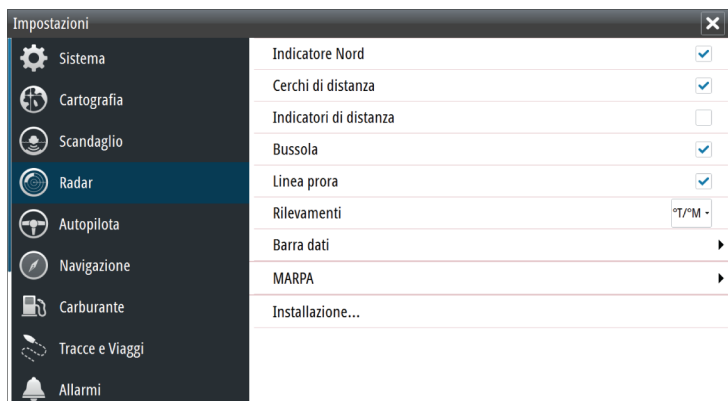 Impostazioni
Sistema
Cartografia
Scandaglio
Radar
Autopilota
Navigazione
Carburante
Tracce e Viaggi
Allarmi
Indicatore Nord
Cerchi di distanza
Indicatori di distanza
Bussola
Linea prora
Rilevamenti °T/°M
Barra dati
MARPA
Installazione...